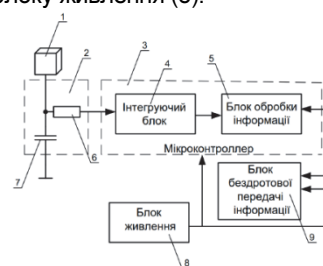 блоку живлення (8).
1
2
3
4
5
Інтегруючий
блок
Блок обробки
інформації
6
7
Мікроконтроллер
Блок
бездротової
передачі
інформації
Блок
живлення
8
9